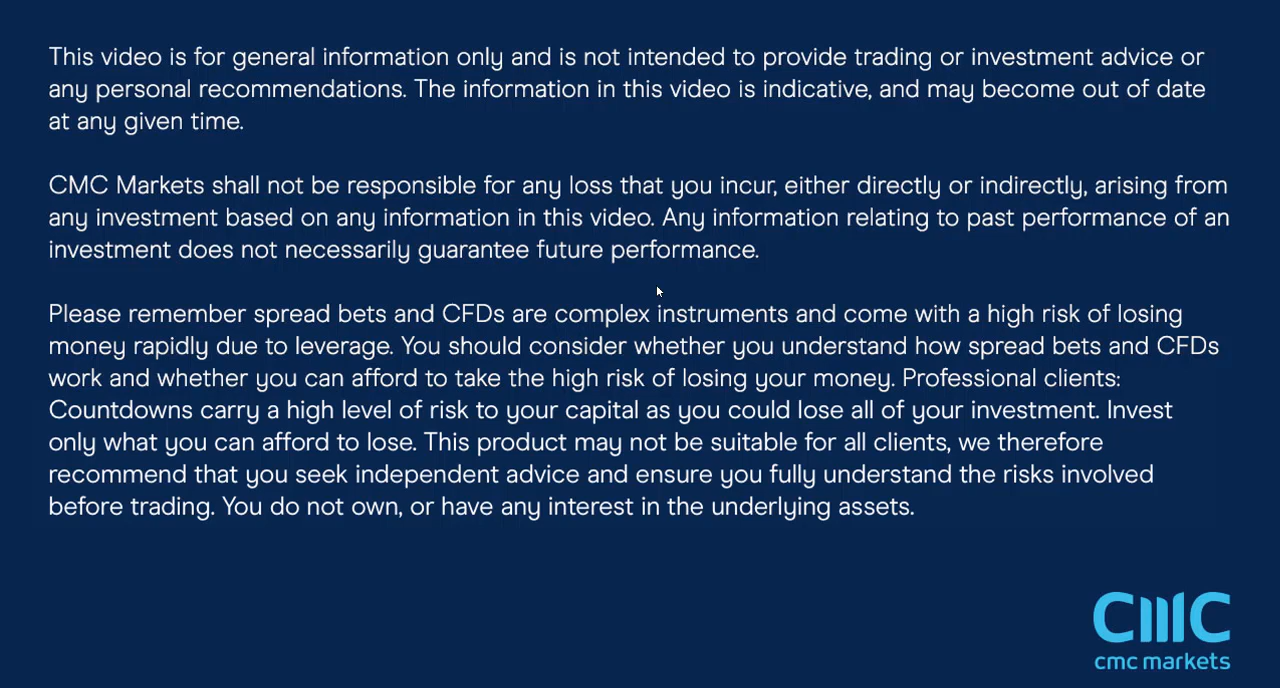 This video is for general information only and is not intended to provide trading or investment advice or
any personal recommendations. The information in this video is indicative, and may become out of date
at any given time.
CMC Markets shall not be responsible for any loss that you incur, either directly or indirectly, arising from
any investment based on any information in this video. Any information relating to past performance of an
investment does not necessarily guarantee future performance.
Please remember spread bets and CFDs are complex instruments and come with a high risk of losing
money rapidly due to leverage. You should consider whether you understand how spread bets and CFDs
work and whether you can afford to take the high risk of losing your money. Professional clients:
Countdowns carry a high level of risk to your capital as you could lose all of your investment. Invest
only what you can afford to lose. This product may not be suitable for all clients, we therefore
recommend that you seek independent advice and ensure you fully understand the risks involved
before trading. You do not own, or have any interest in the underlying assets.
CMC
cmc markets